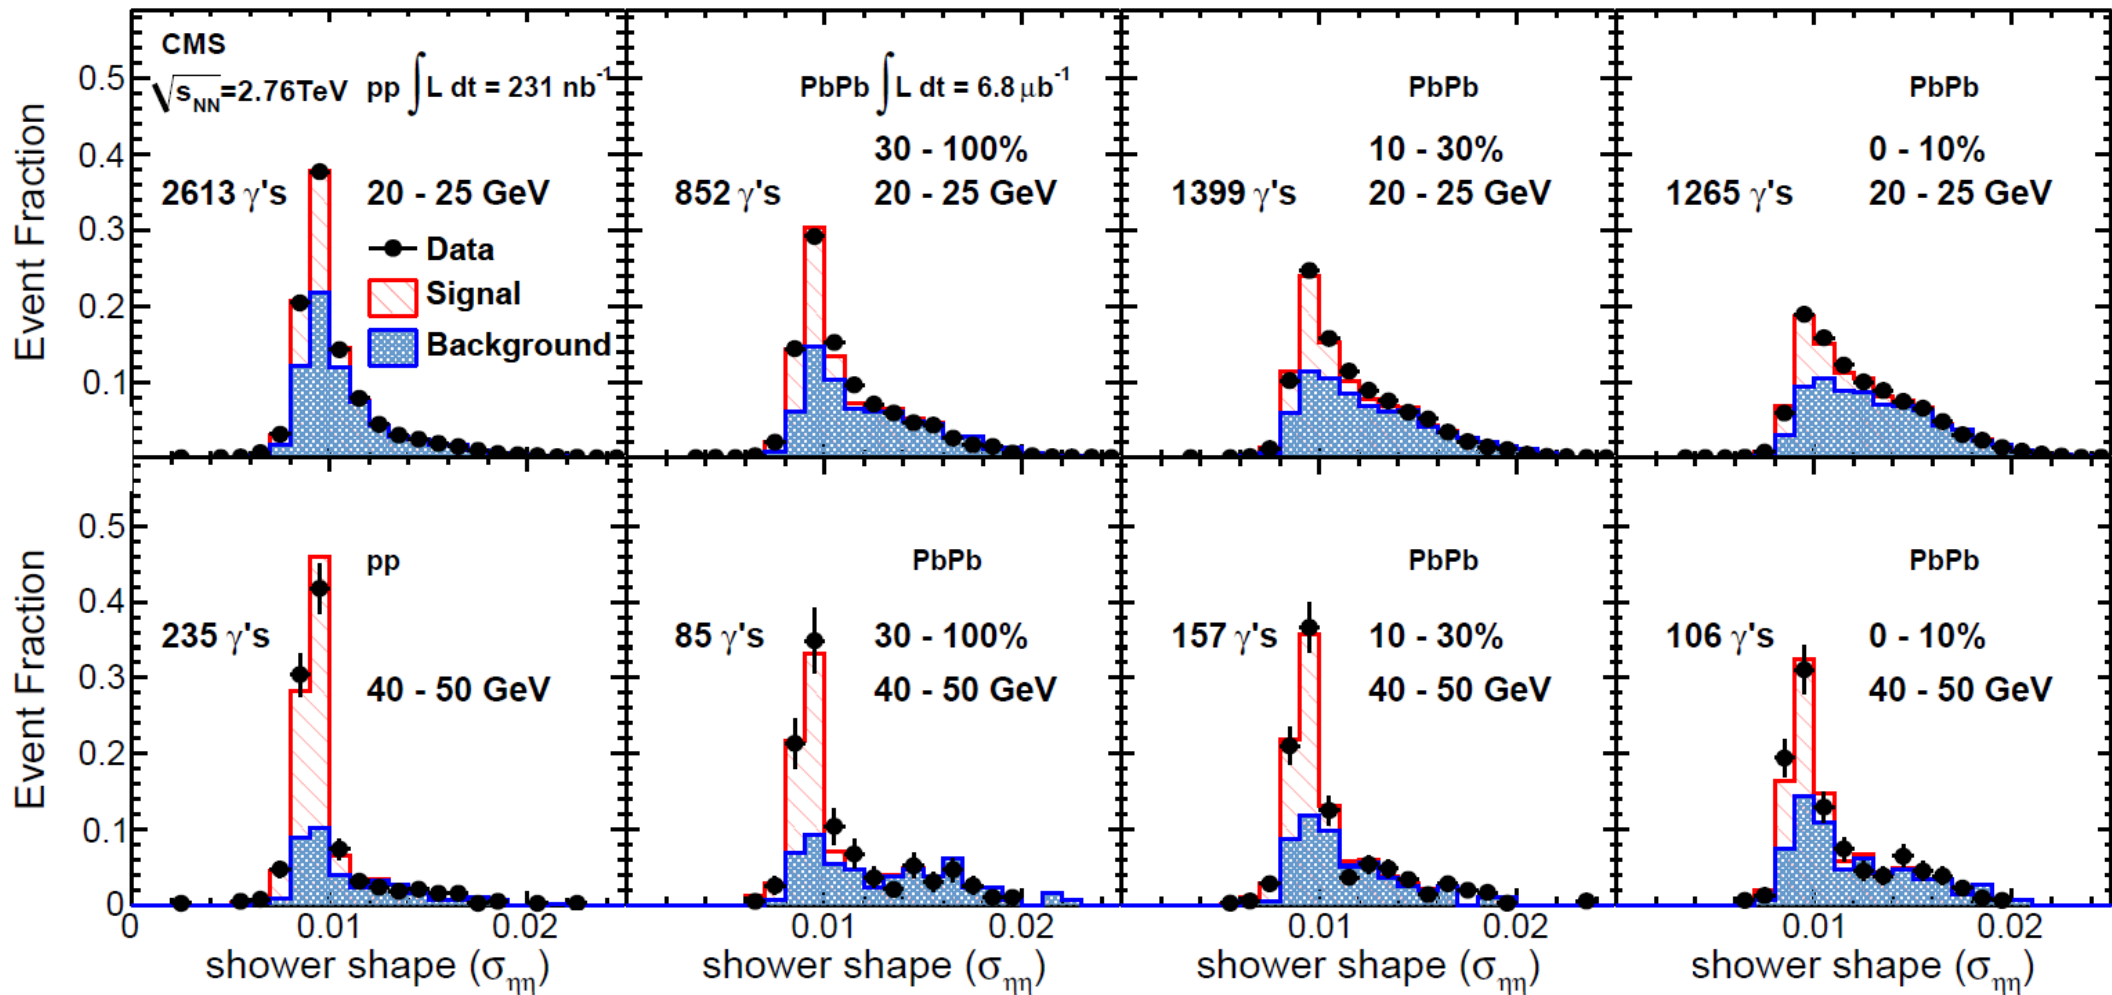 CMS
√s_NN=2.76TeV pp ∫L dt = 231 nb⁻¹
2613 γ's 20 - 25 GeV
Data
Signal
Background
PbPb ∫L dt = 6.8 μb⁻¹
30 - 100%
852 γ's 20 - 25 GeV
PbPb
10 - 30%
1399 γ's 20 - 25 GeV
PbPb
0 - 10%
1265 γ's 20 - 25 GeV
Event Fraction
0.5
0.4
0.3
0.2
0.1
pp
235 γ's
40 - 50 GeV
PbPb
85 γ's 30 - 100%
40 - 50 GeV
PbPb
157 γ's 10 - 30%
40 - 50 GeV
PbPb
106 γ's 0 - 10%
40 - 50 GeV
Event Fraction
0.5
0.4
0.3
0.2
0.1
0
0 0.01 0.02 0.01 0.02 0.01 0.02 0.01 0.02
shower shape (σ_ηη) shower shape (σ_ηη) shower shape (σ_ηη) shower shape (σ_ηη)